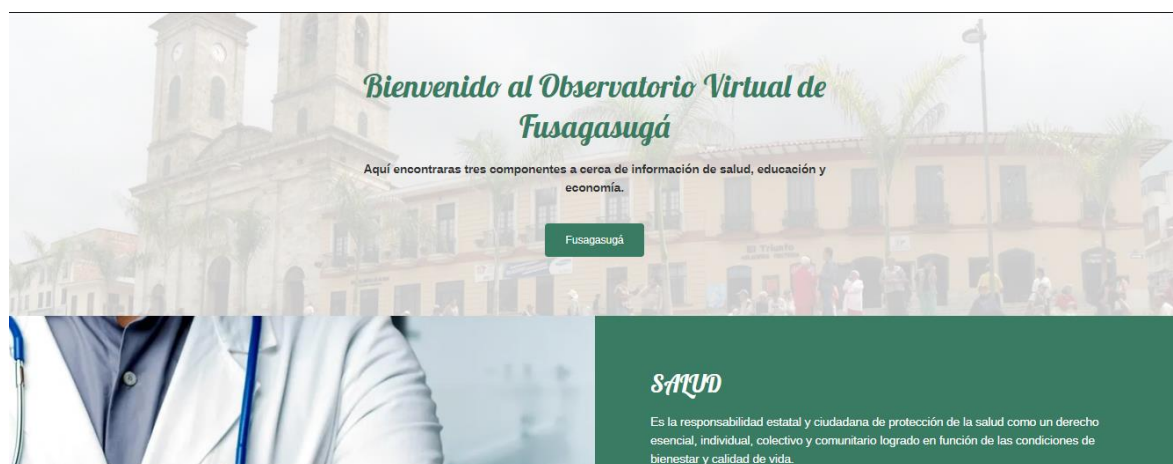 Bienvenido al Observatorio Virtual de
Fusagasugá
Aquí encontraras tres componentes a cerca de información de salud, educación y
economía.
Fusagasugá
El Triunfo
SALUD
Es la responsabilidad estatal y ciudadana de protección de la salud como un derecho
esencial, individual, colectivo y comunitario logrado en función de las condiciones de
bienestar y calidad de vida.